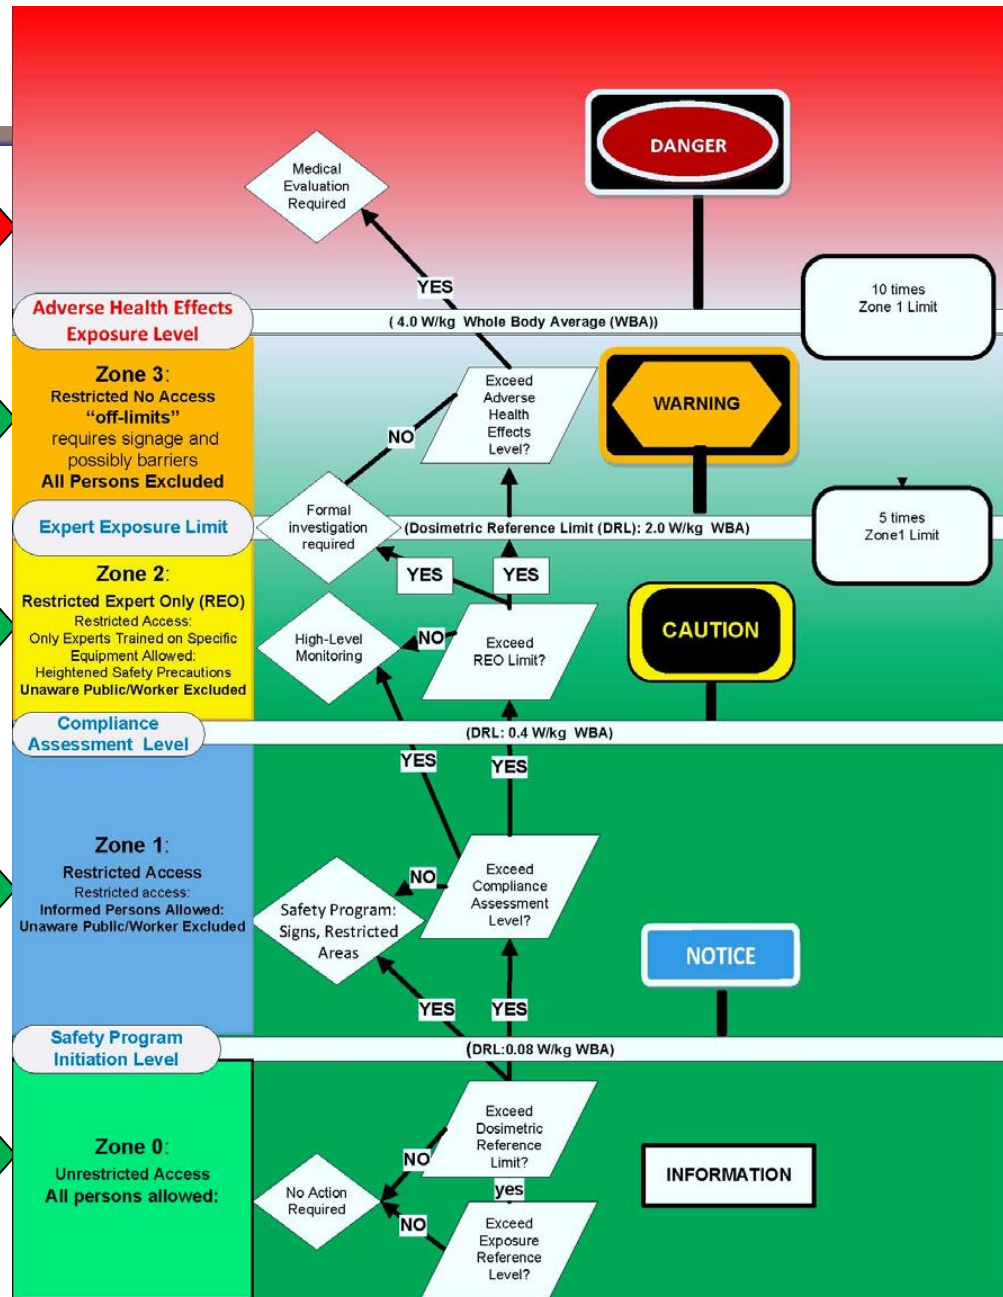 DANGER
Medical
Evaluation
Required
YES
10 times
Zone 1 Limit
Adverse Health Effects
Exposure Level
( 4.0 W/kg Whole Body Average (WBA))
Zone 3:
Restricted No Access
“off-limits”
requires signage and
possibly barriers
All Persons Excluded
Exceed
Adverse
Health
Effects
Level?
NO
WARNING
Expert Exposure Limit
Formal
investigation
required
(Dosimetric Reference Limit (DRL): 2.0 W/kg WBA)
5 times
Zone1 Limit
Zone 2:
Restricted Expert Only (REO)
Restricted Access:
Only Experts Trained on Specific
Equipment Allowed:
Heightened Safety Precautions
Unaware Public/Worker Excluded
YES
YES
High-Level
Monitoring
NO
Exceed
REO Limit?
CAUTION
Compliance
Assessment Level
(DRL: 0.4 W/kg WBA)
YES
YES
Zone 1:
Restricted Access
Restricted access:
Informed Persons Allowed:
Unaware Public/Worker Excluded
Safety Program:
Signs, Restricted
Areas
NO
Exceed
Compliance
Assessment
Level?
NOTICE
YES
YES
Safety Program
Initiation Level
(DRL:0.08 W/kg WBA)
Zone 0:
Unrestricted Access
All persons allowed:
No Action
Required
NO
Exceed
Dosimetric
Reference
Limit?
yes
NO
Exceed
Exposure
Reference
Level?
INFORMATION